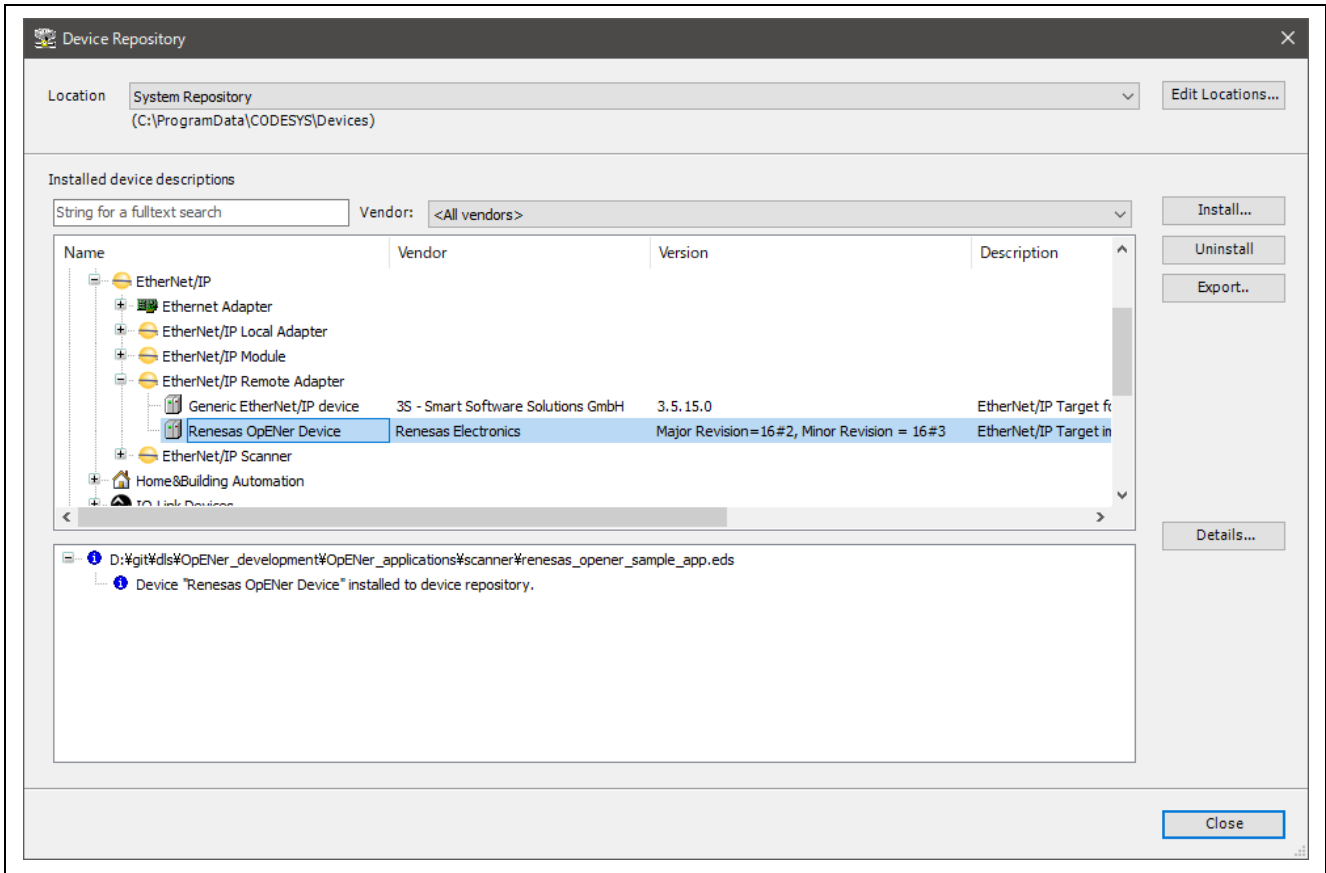 Device Repository
Location System Repository Edit Locations...
(C:\ProgramData\CODESYS\Devices)
Installed device descriptions
String for a fulltext search Vendor: <All vendors> Install...
Name Vendor Version Description Uninstall
EtherNet/IP Export..
Ethernet Adapter
EtherNet/IP Local Adapter
EtherNet/IP Module
EtherNet/IP Remote Adapter
Generic EtherNet/IP device 3S - Smart Software Solutions GmbH 3.5.15.0 EtherNet/IP Target fo
Renesas OpENer Device Renesas Electronics Major Revision=16#2, Minor Revision = 16#3 EtherNet/IP Target in
EtherNet/IP Scanner
Home&Building Automation
IO-Link Devices
Details...
D:¥git¥dls¥OpENer_development¥OpENer_applications¥scanner¥renesas_opener_sample_app.eds
Device "Renesas OpENer Device" installed to device repository.
Close